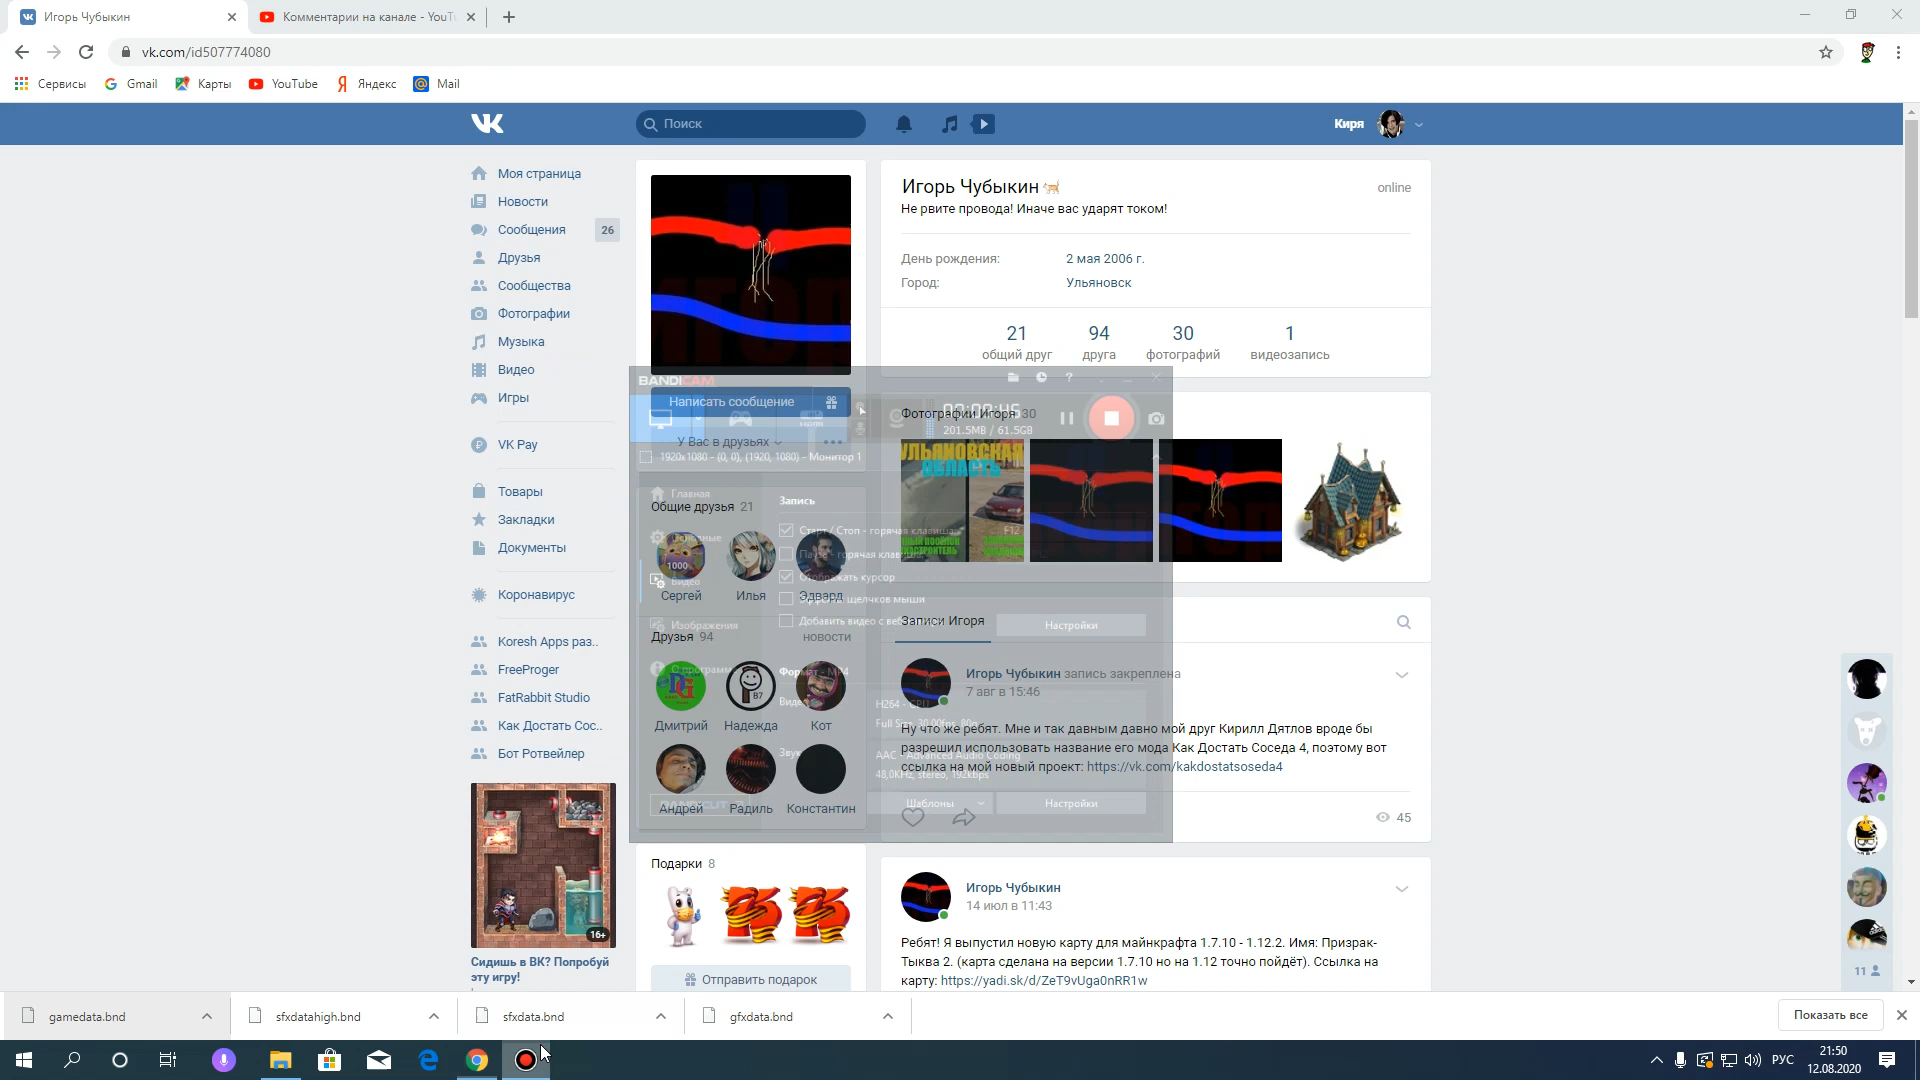 Игорь Чубыкин
Комментарии на канале - YouT
vk.com/id507774080
Сервисы
Gmail
Карты
YouTube
Яндекс
Mail
Поиск
Киря
Моя страница
Новости
Сообщения
26
Друзья
Сообщества
Фотографии
Музыка
Видео
Игры
VK Pay
Товары
Закладки
Документы
Коронавирус
Koresh Apps раз..
FreeProger
FatRabbit Studio
Как Достать Сос..
Бот Ротвейлер
16+
Сидишь в ВК? Попробуй
эту игру!
Игорь Чубыкин
online
Не рвите провода! Иначе вас ударят током!
День рождения:
2 мая 2006 г.
Город:
Ульяновск
21
общий друг
94
друга
30
фотографий
1
видеозапись
BANDICAM
Написать сообщение
У Вас в друзьях
1920x1080 - (0, 0), (1920, 1080) - Монитор 1
201.5MB / 61.5GB
Фотографии Игоря 30
УЛЬЯНОВСКАЯ
ОБЛАСТЬ
F12
Главная
Общие друзья 21
Запись
Старт / Стоп - горячая клавиша
Отображать курсор
Видео
1000
Сергей
Илья
Эдвард
Изображения
Друзья 94
новости
Записи Игоря
Настройки
Формат - MP4
B7
Дмитрий
Надежда
Кот
H264 - CPU
AAC - Advanced Audio Coding
48,0KHz, stereo, 192kbps
Андрей
Радиль
Константин
Шаблоны
Настройки
Игорь Чубыкин запись закреплена
7 авг в 15:46
Ну что же ребят. Мне и так давным давно мой друг Кирилл Дятлов вроде бы
разрешил использовать название его мода Как Достать Соседа 4, поэтому вот
ссылка на мой новый проект: https://vk.com/kakdostatsoseda4
45
Подарки 8
Отправить подарок
Игорь Чубыкин
14 июл в 11:43
Ребят! Я выпустил новую карту для майнкрафта 1.7.10 - 1.12.2. Имя: Призрак-
Тыква 2. (карта сделана на версии 1.7.10 но на 1.12 точно пойдёт). Ссылка на
карту: https://yadi.sk/d/ZeT9vUga0nRR1w
11
gamedata.bnd
sfxdatahigh.bnd
sfxdata.bnd
gfxdata.bnd
Показать все
РУС
21:50
12.08.2020